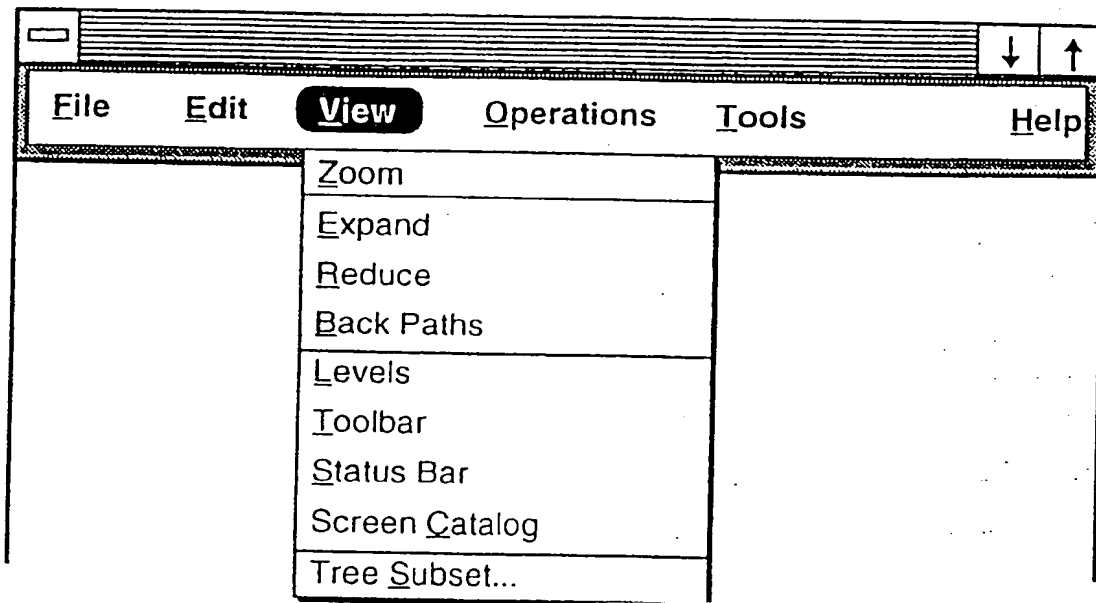 File Edit View Operations Tools Help
Zoom
Expand
Reduce
Back Paths
Levels
Toolbar
Status Bar
Screen Catalog
Tree Subset...